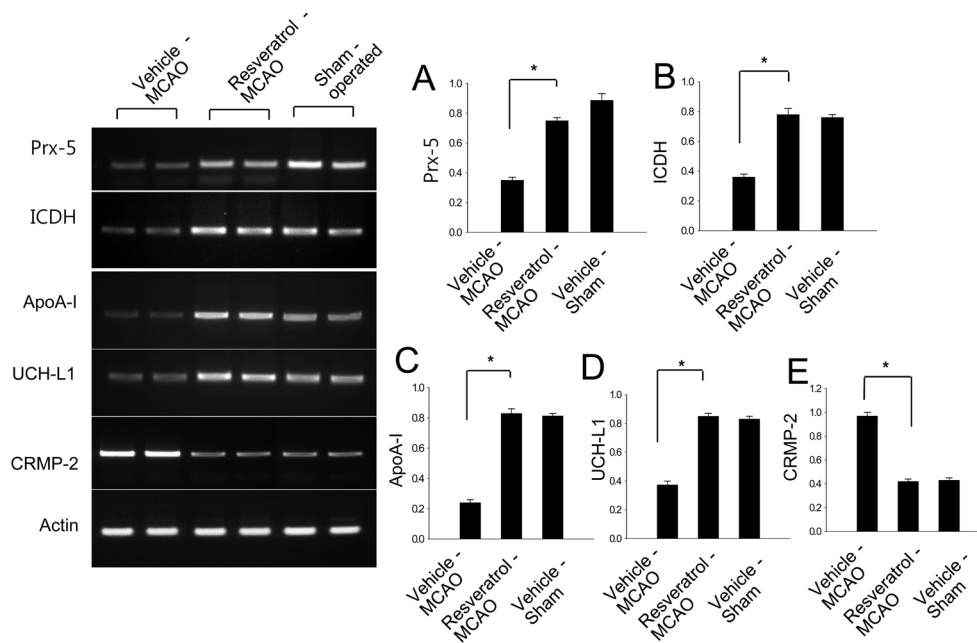 Vehicle -
MCAO
Resveratrol -
MCAO
Sham -
operated
Prx-5
ICDH
ApoA-I
UCH-L1
CRMP-2
Actin
A
*
1.0
0.8
0.6
0.4
0.2
0.0
Prx-5
Vehicle -
MCAO
Resveratrol -
MCAO
Vehicle -
Sham
B
*
1.0
0.8
0.6
0.4
0.2
0.0
ICDH
Vehicle -
MCAO
Resveratrol -
MCAO
Vehicle -
Sham
C
*
1.0
0.8
0.6
0.4
0.2
0.0
ApoA-I
Vehicle -
MCAO
Resveratrol -
MCAO
Vehicle -
Sham
D
*
1.0
0.8
0.6
0.4
0.2
0.0
UCH-L1
Vehicle -
MCAO
Resveratrol -
MCAO
Vehicle -
Sham
E
*
1.2
1.0
0.8
0.6
0.4
0.2
0.0
CRMP-2
Vehicle -
MCAO
Resveratrol -
MCAO
Vehicle -
Sham